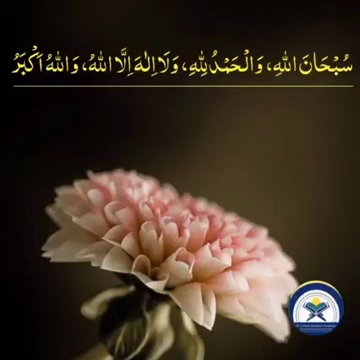 سُبْحَانَ اللهِ، وَالْحَمْدُ لِلّٰهِ، وَلَا اِلٰهَ اِلَّا اللهُ، وَاللهُ اَكْبَرُ